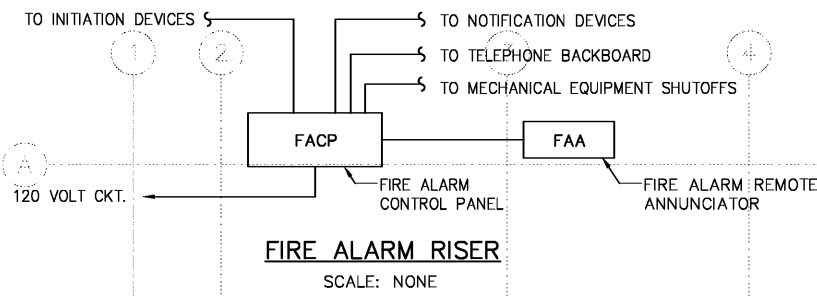 TO INITIATION DEVICES
TO NOTIFICATION DEVICES
1
2
TO TELEPHONE BACKBOARD
3
4
TO MECHANICAL EQUIPMENT SHUTOFFS
FACP
FAA
A
120 VOLT CKT.
FIRE ALARM
CONTROL PANEL
FIRE ALARM REMOTE
ANNUNCIATOR
FIRE ALARM RISER
SCALE: NONE